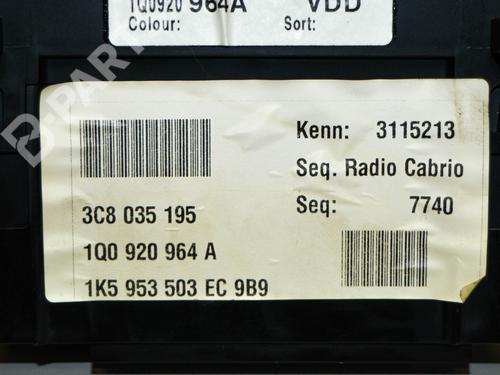 1Q0920 964A VDD
Colour: Sort:
Kenn: 3115213
Seq. Radio Cabrio
Seq: 7740
3C8 035 195
1Q0 920 964 A
1K5 953 503 EC 9B9
B-PARTS